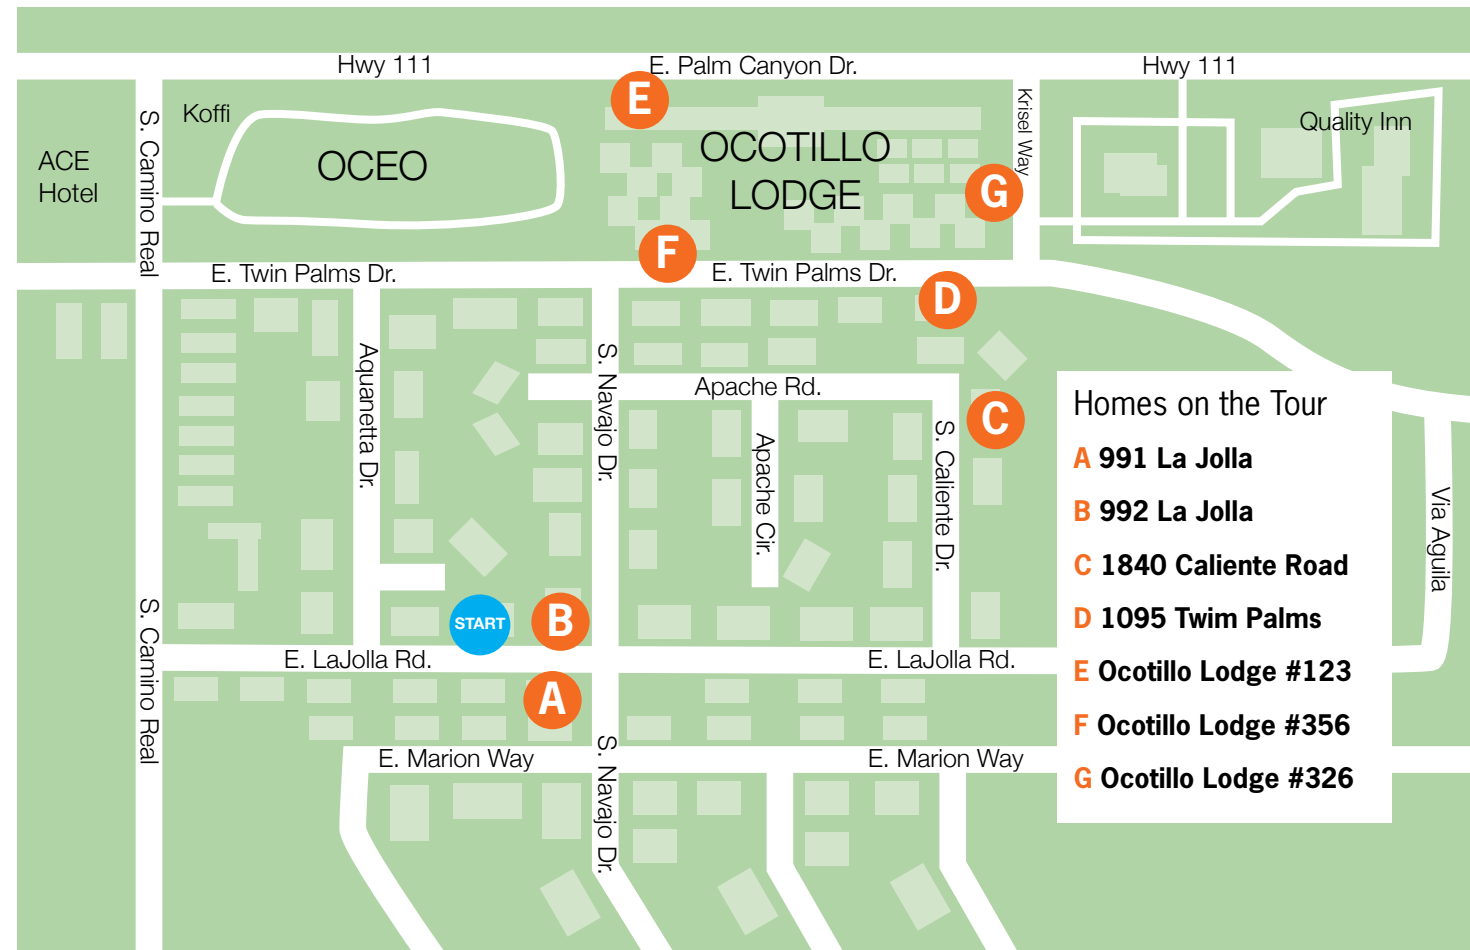 Hwy 111
E. Palm Canyon Dr.
Hwy 111
Koffi
S. Camino Real
ACE
Hotel
OCEO
E
OCOTILLO
LODGE
G
Krisel Way
Quality Inn
F
E. Twin Palms Dr.
E. Twin Palms Dr.
D
Aquanetta Dr.
S. Navajo Dr.
Apache Rd.
Apache Cir.
S. Caliente Dr.
C
Homes on the Tour
A 991 La Jolla
B 992 La Jolla
C 1840 Caliente Road
D 1095 Twim Palms
E Ocotillo Lodge #123
F Ocotillo Lodge #356
G Ocotillo Lodge #326
Via Aguila
START
B
S. Camino Real
E. LaJolla Rd.
E. LaJolla Rd.
A
E. Marion Way
S. Navajo Dr.
E. Marion Way